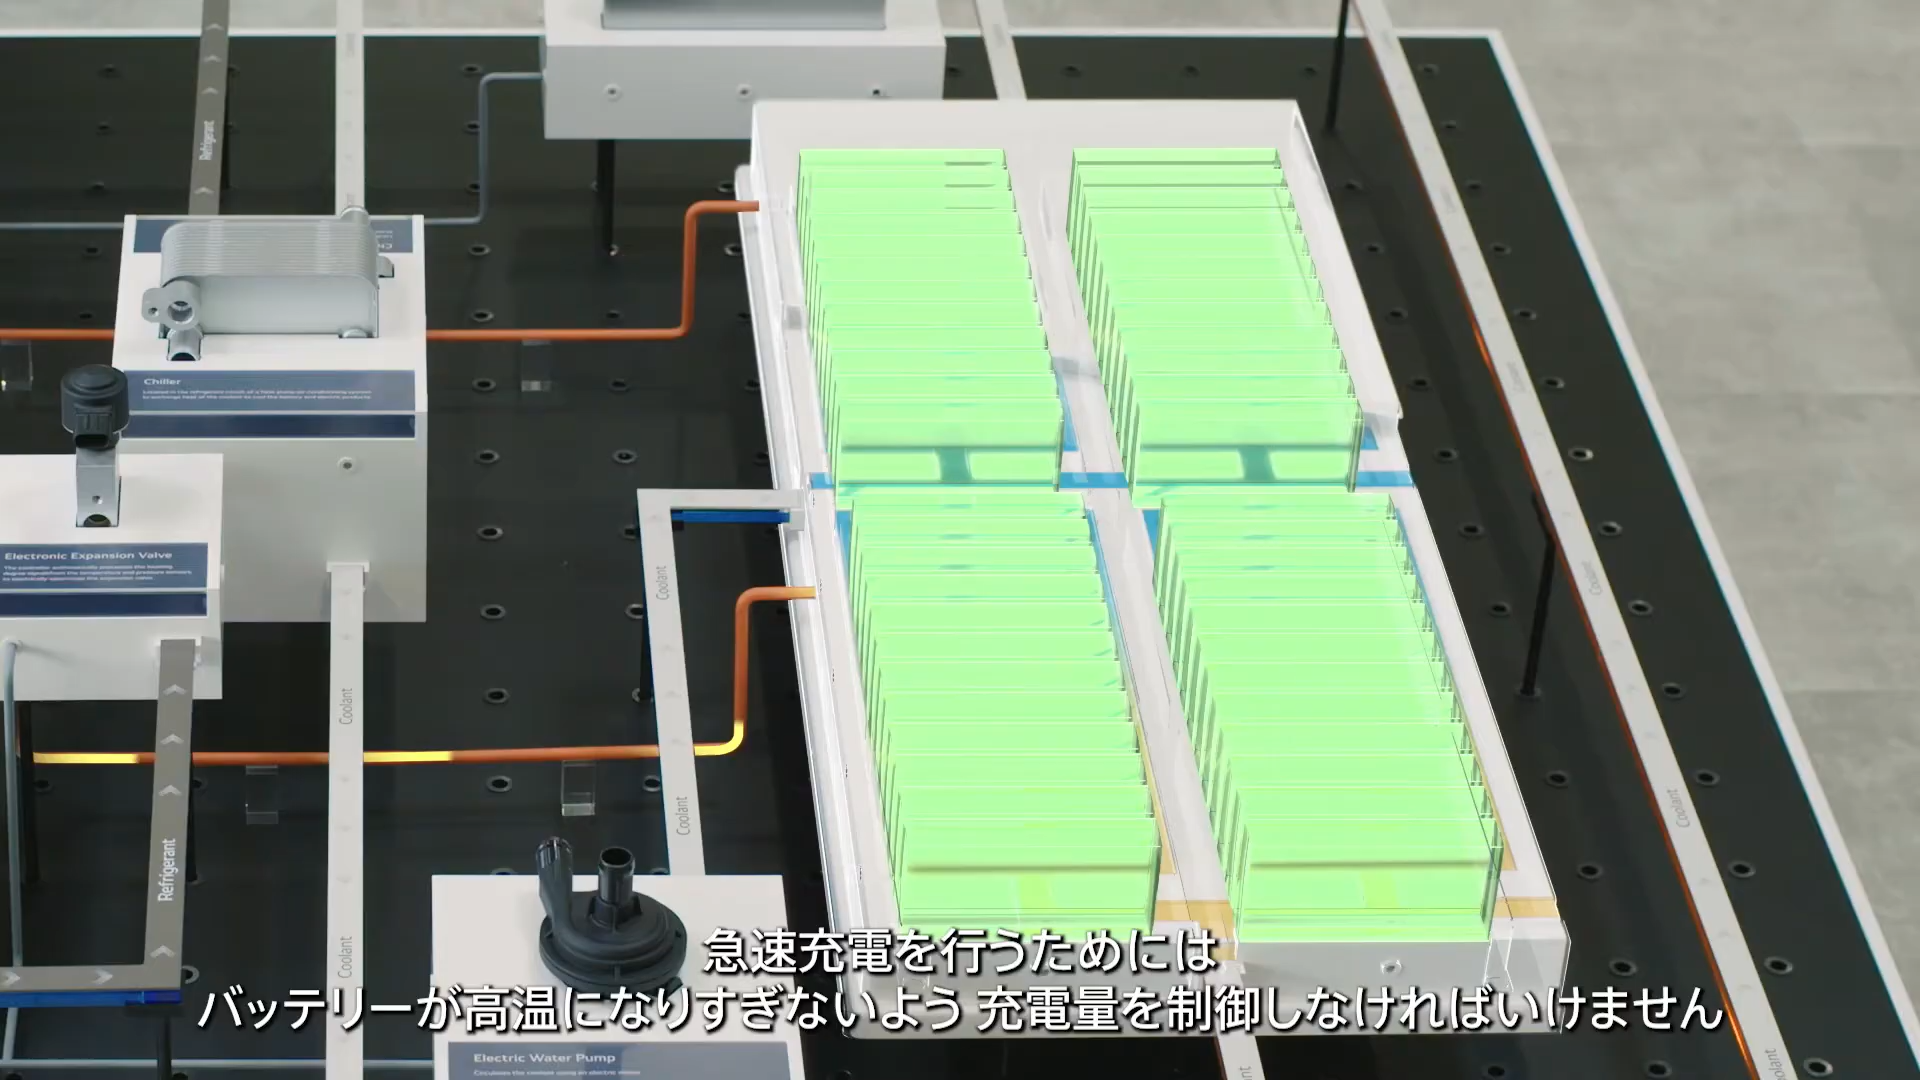 Refrigerant
Chiller
Electronic Expansion Valve
Coolant
Coolant
Coolant
Coolant
Coolant
Coolant
Refrigerant
Electric Water Pump
急速充電を行うためには
バッテリーが高温になりすぎないよう 充電量を制御しなければいけません